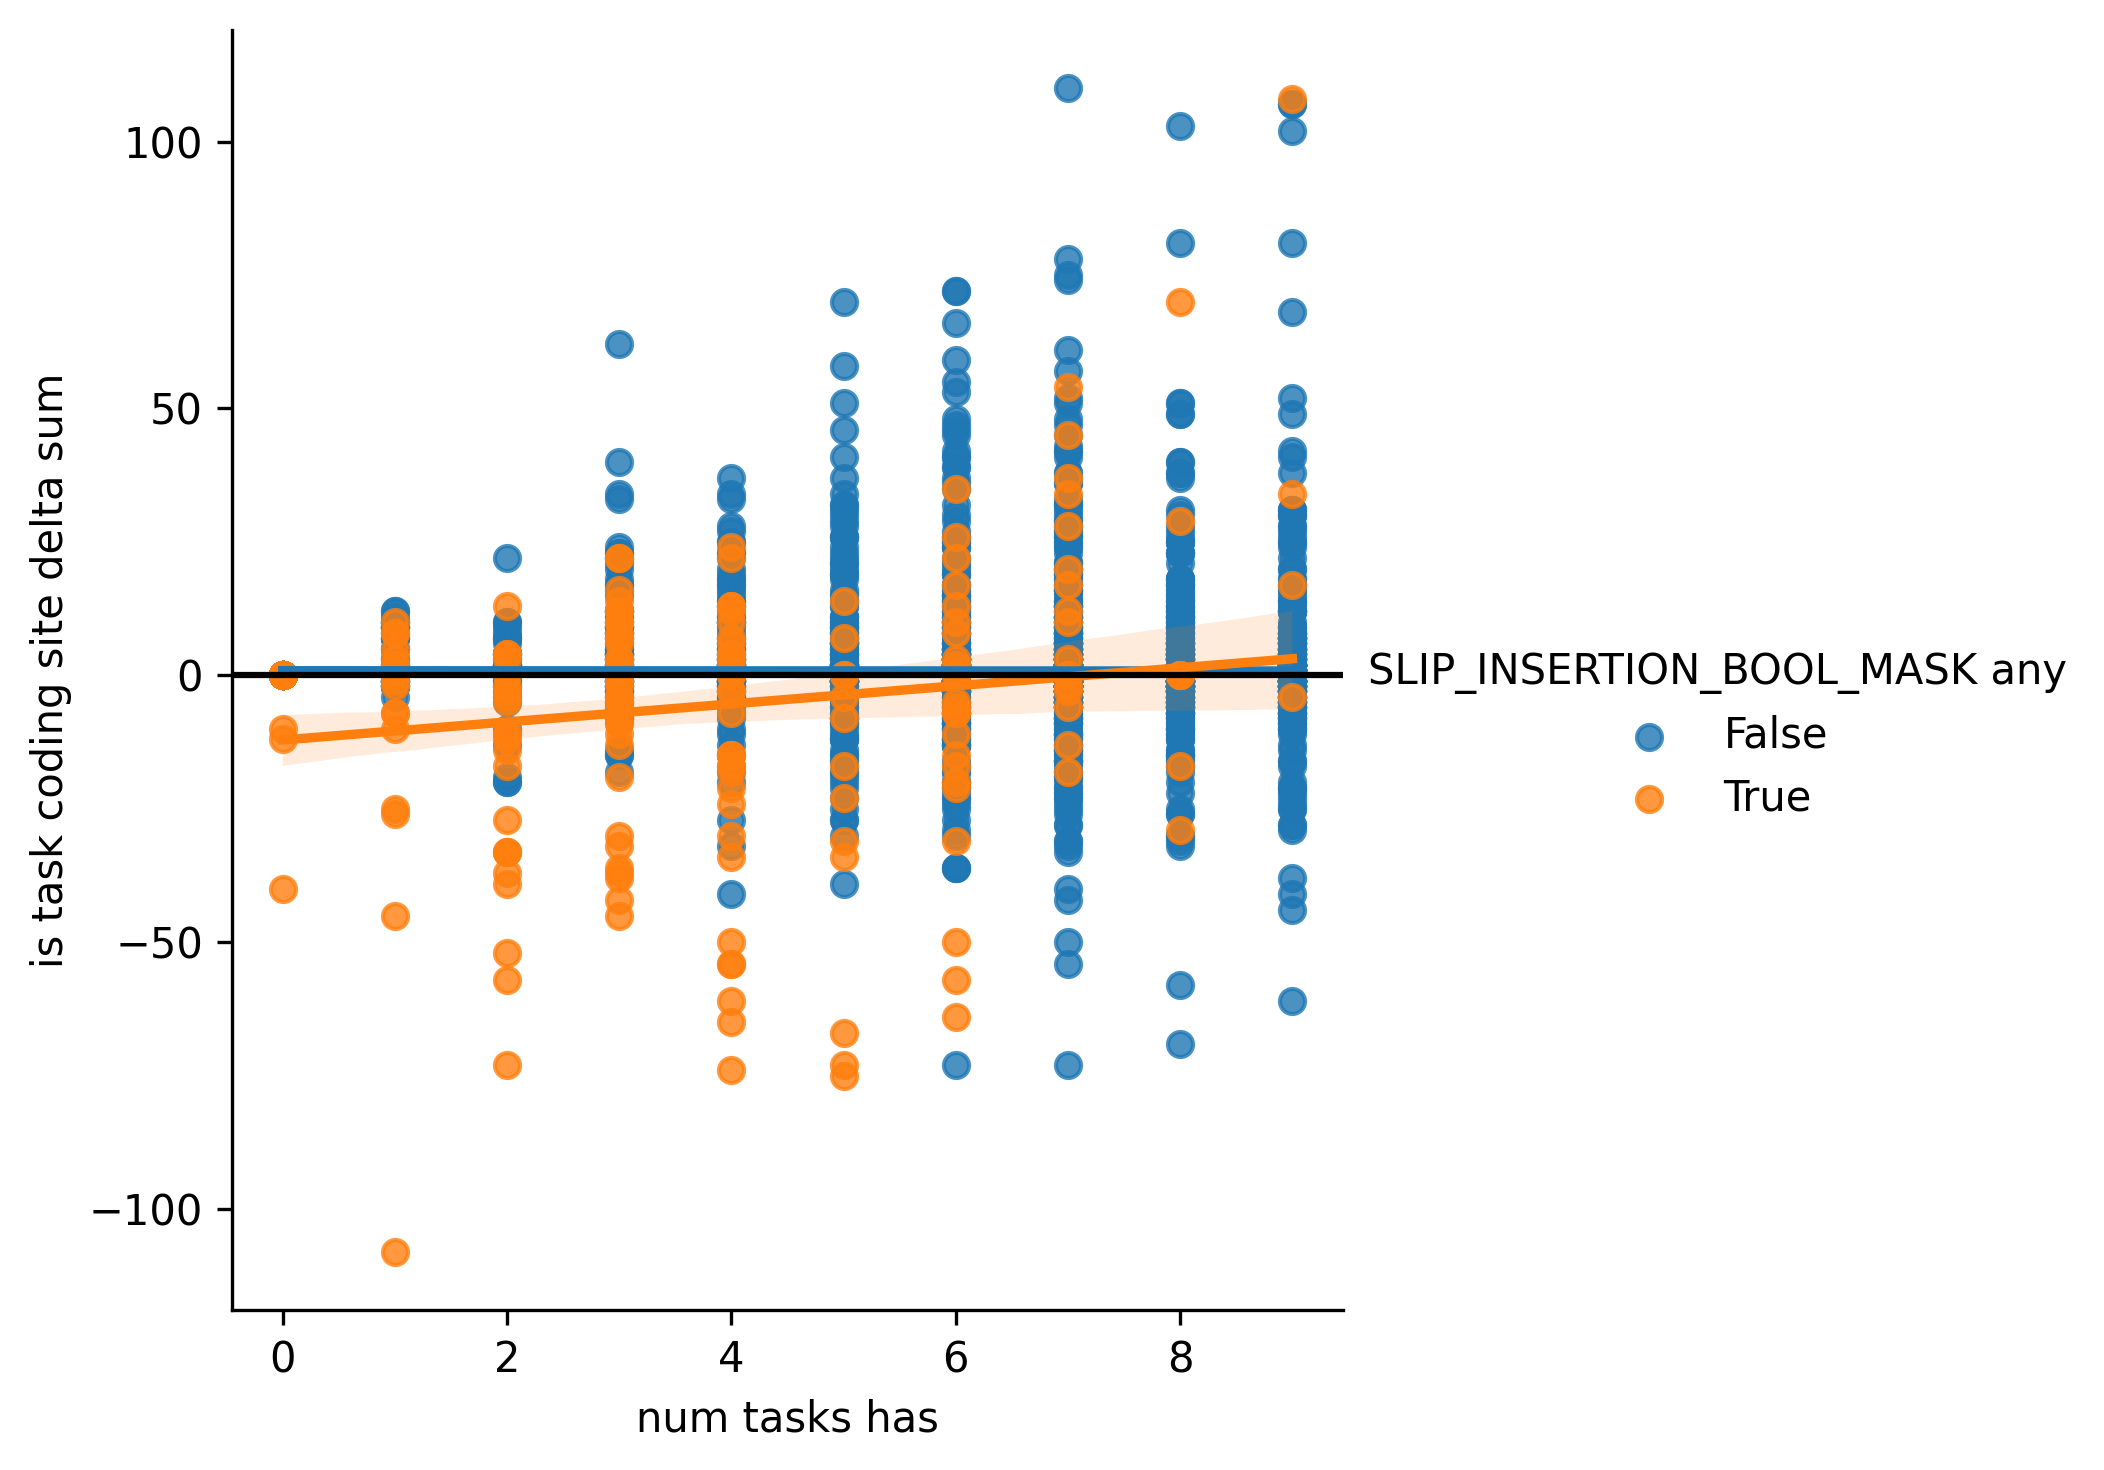 100
50
0
−50
−100
is task coding site delta sum
0 2 4 6 8
num tasks has
SLIP_INSERTION_BOOL_MASK any
False
True